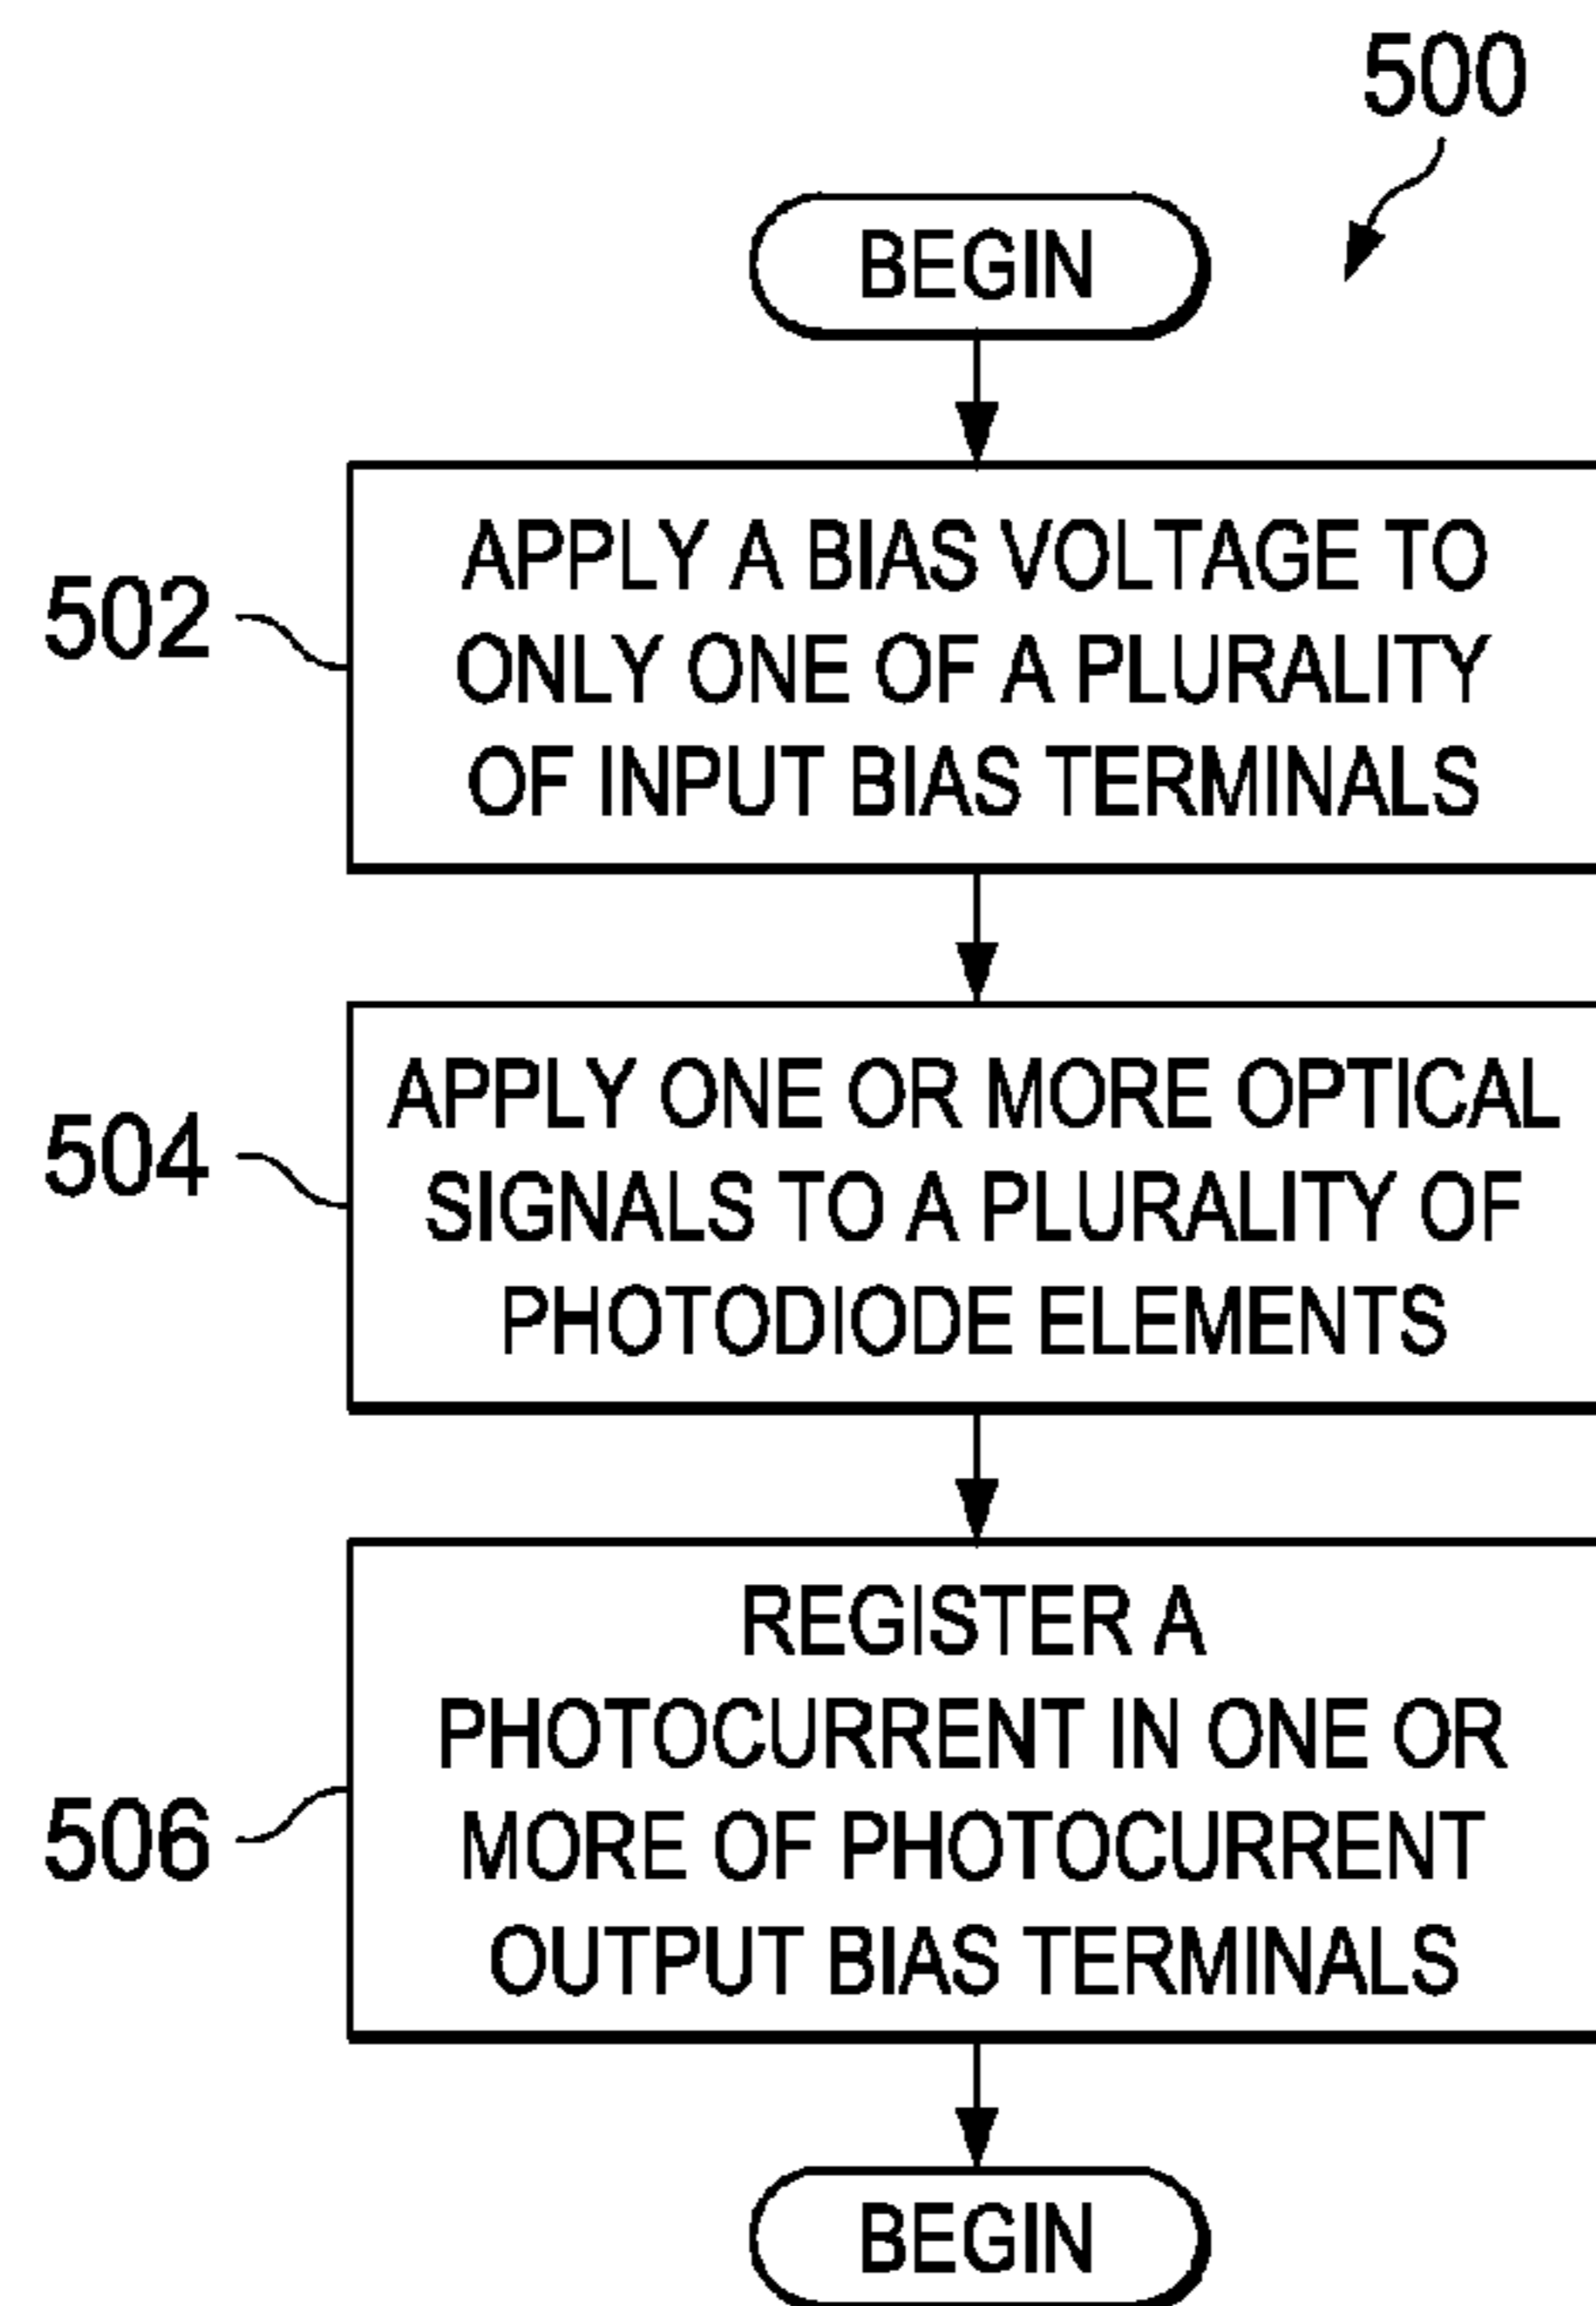 500
BEGIN
502
APPLY A BIAS VOLTAGE TO
ONLY ONE OF A PLURALITY
OF INPUT BIAS TERMINALS
504
APPLY ONE OR MORE OPTICAL
SIGNALS TO A PLURALITY OF
PHOTODIODE ELEMENTS
506
REGISTER A
PHOTOCURRENT IN ONE OR
MORE OF PHOTOCURRENT
OUTPUT BIAS TERMINALS
BEGIN